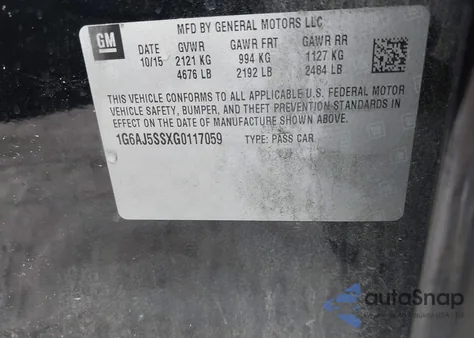 MFD BY GENERAL MOTORS LLC
GM
DATE GVWR GAWR FRT GAWR RR
10/15 2121 KG 994 KG 1127 KG
4676 LB 2192 LB 2484 LB
THIS VEHICLE CONFORMS TO ALL APPLICABLE U.S. FEDERAL MOTOR
VEHICLE SAFETY, BUMPER, AND THEFT PREVENTION STANDARDS
IN EFFECT ON THE DATE OF MANUFACTURE SHOWN ABOVE.
1G6AJ5SSXG0117059 TYPE: PASS CAR
autoSnap